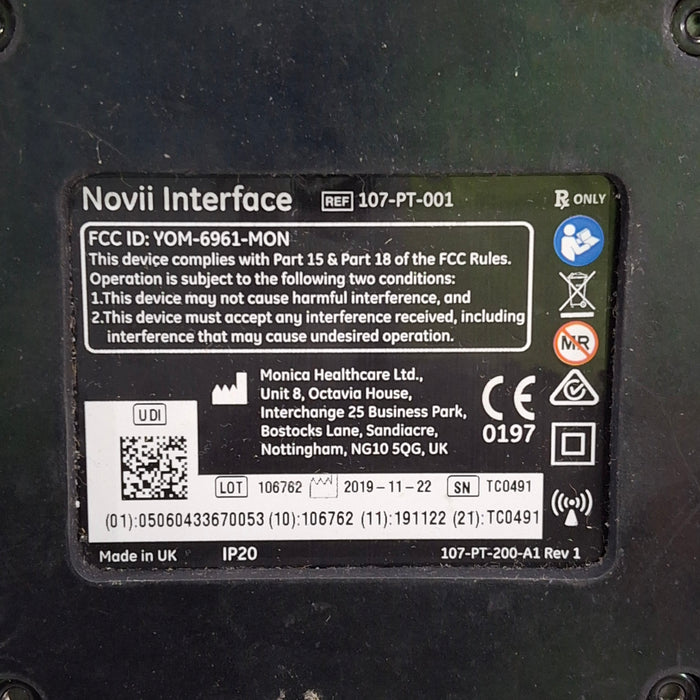 Novii Interface REF 107-PT-001 Rx ONLY
FCC ID: YOM-6961-MON
This device complies with Part 15 & Part 18 of the FCC Rules.
Operation is subject to the following two conditions:
1.This device may not cause harmful interference, and
2.This device must accept any interference received, including
interference that may cause undesired operation.
MR
Monica Healthcare Ltd.,
Unit 8, Octavia House,
Interchange 25 Business Park,
Bostocks Lane, Sandiacre,
Nottingham, NG10 5QG, UK
CE
0197
UDI
LOT 106762 2019-11-22 SN TC0491
(01):05060433670053 (10):106762 (11):191122 (21):TC0491
Made in UK IP20 107-PT-200-A1 Rev 1